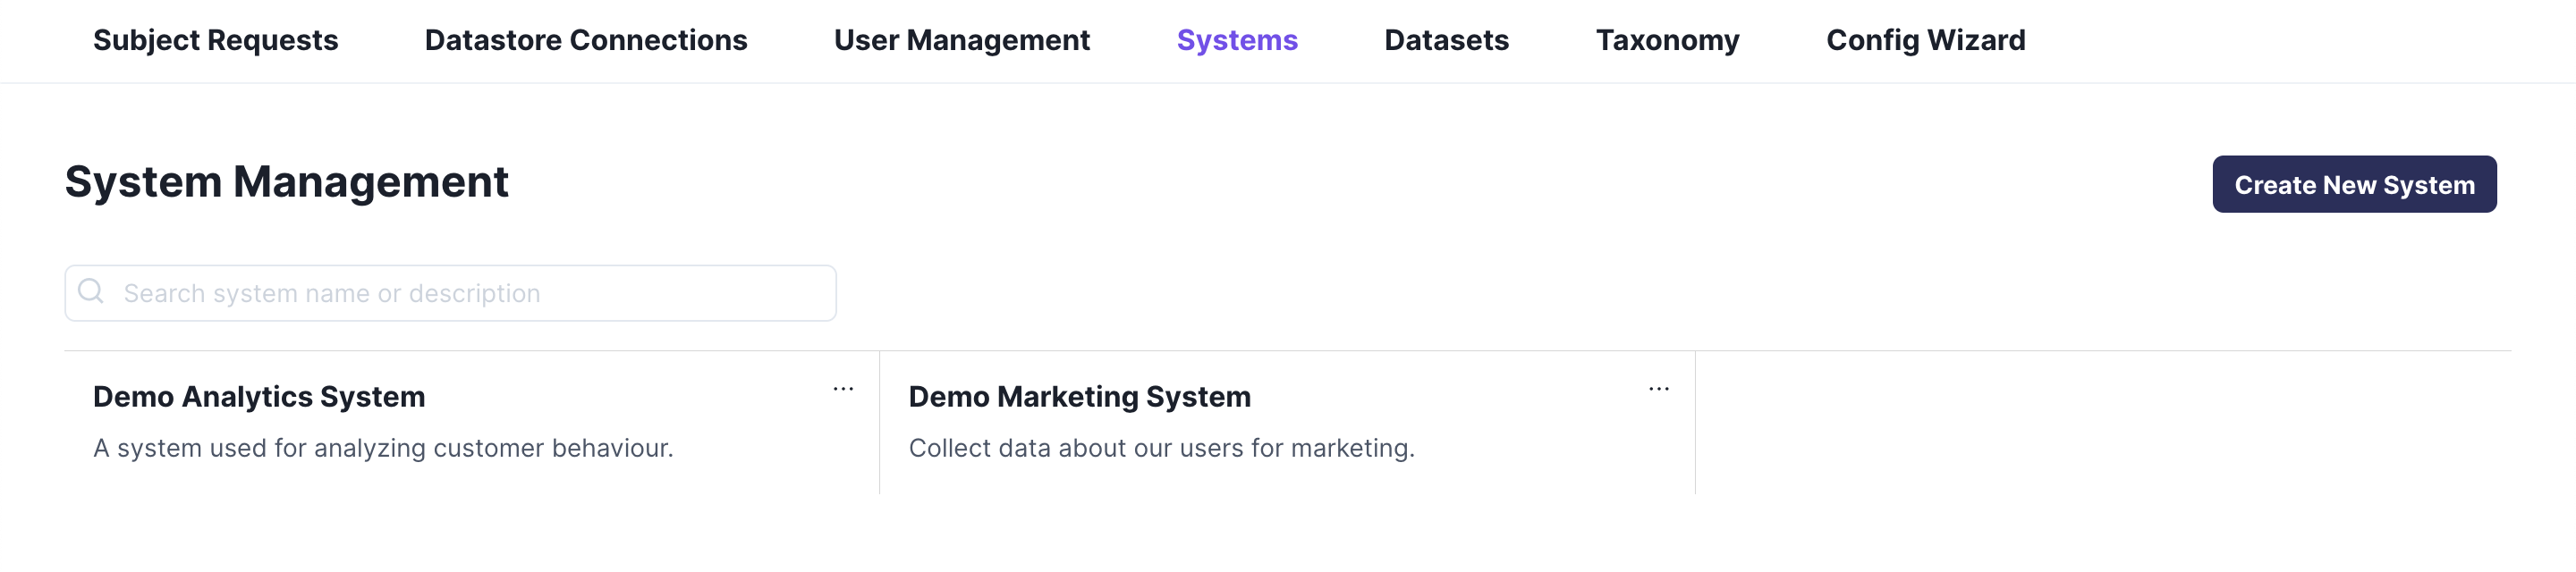 Subject Requests Datastore Connections User Management Systems Datasets Taxonomy Config Wizard
System Management
Create New System
Search system name or description
Demo Analytics System
...
A system used for analyzing customer behaviour.
Demo Marketing System
...
Collect data about our users for marketing.